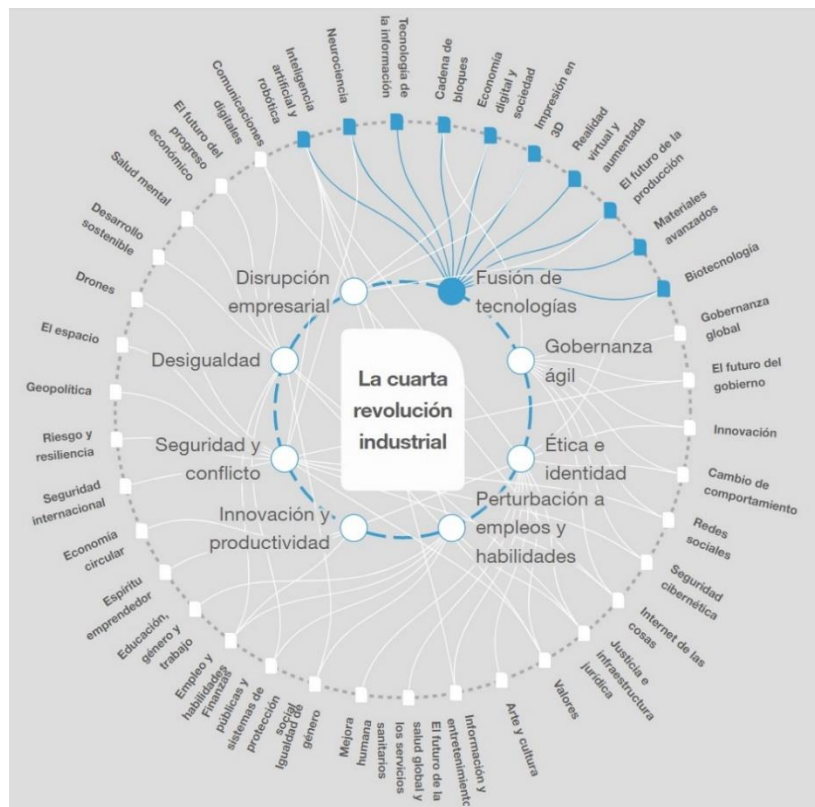 La cuarta
revolución
industrial
Fusión de
tecnologías
Gobernanza
ágil
Ética e
identidad
Perturbación a
empleos y
habilidades
Innovación y
productividad
Seguridad y
conflicto
Desigualdad
Disrupción
empresarial
Inteligencia
artificial y
robótica
Neurociencia
Tecnología de
la información
Cadena de
bloques
Economía
digital y
sociedad
Impresión en
3D
Realidad
virtual y
aumentada
El futuro de la
producción
Materiales
avanzados
Biotecnología
Gobernanza
global
El futuro del
gobierno
Innovación
Cambio de
comportamiento
Redes
sociales
Seguridad
cibernética
Internet de las
cosas
Justicia e
infraestructura
jurídica
Valores
Arte y cultura
Información y
entretenimiento
El futuro de la
salud global y
los servicios
sanitarios
Mejora
humana
Igualdad de
género
Finanzas
públicas y
sistemas de
protección
social
Empleo y
habilidades
Educación,
género y
trabajo
Espíritu
emprendedor
Economía
circular
Seguridad
internacional
Riesgo y
resiliencia
Geopolítica
El espacio
Drones
Desarrollo
sostenible
Salud mental
El futuro del
progreso
económico
Comunicaciones
digitales